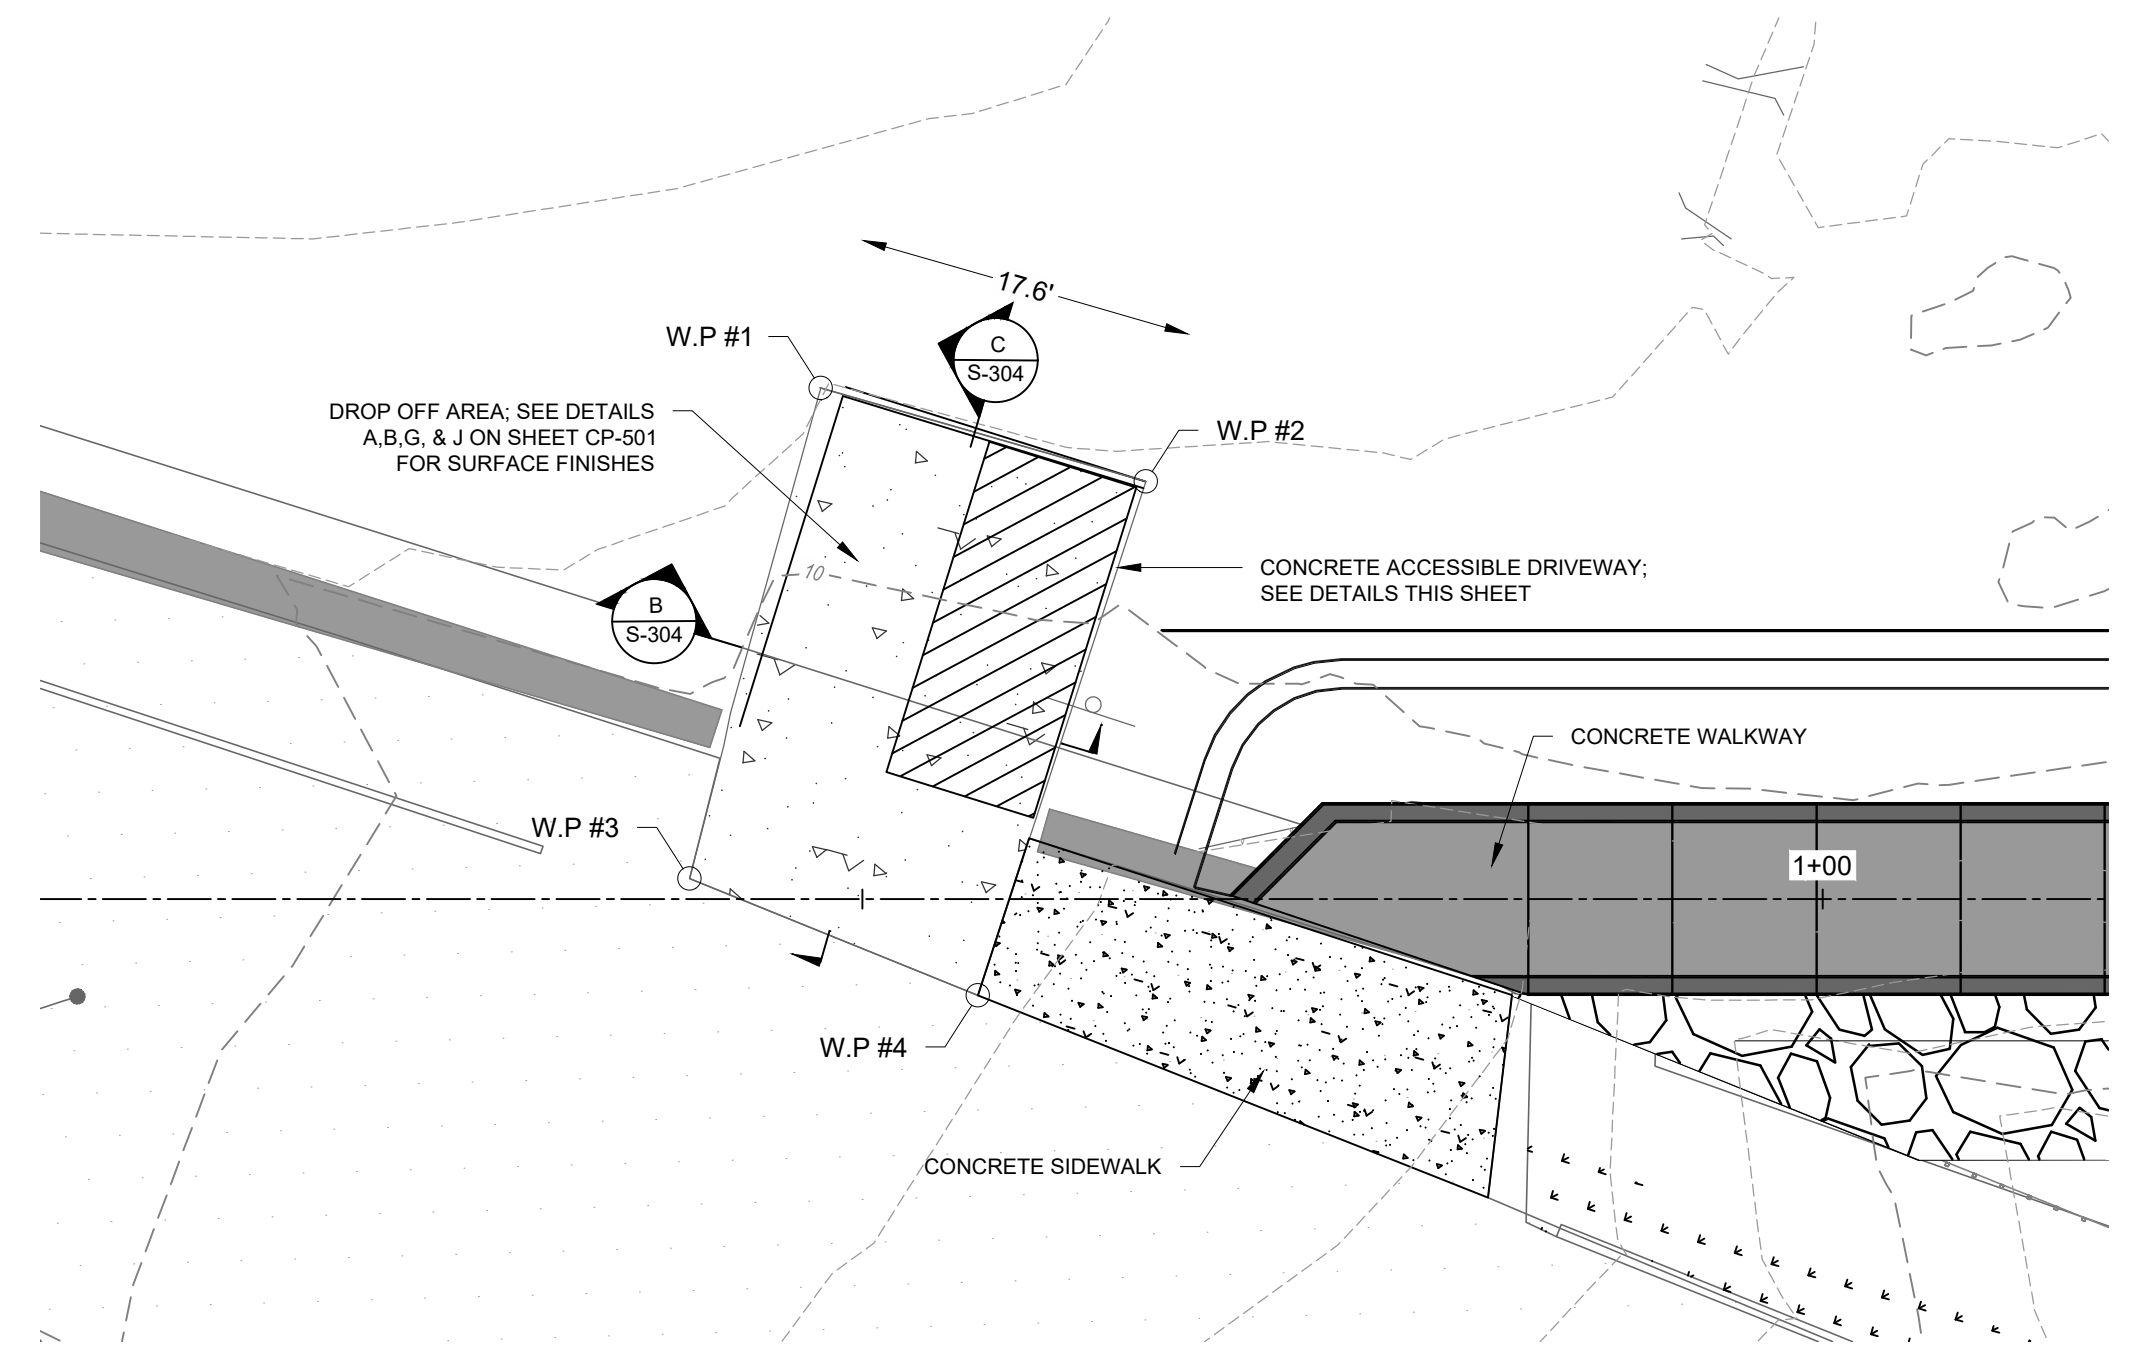 17.6'
W.P #1
C
S-304
DROP OFF AREA; SEE DETAILS
A,B,G, & J ON SHEET CP-501
FOR SURFACE FINISHES
W.P #2
10
CONCRETE ACCESSIBLE DRIVEWAY;
SEE DETAILS THIS SHEET
B
S-304
CONCRETE WALKWAY
W.P #3
1+00
W.P #4
CONCRETE SIDEWALK